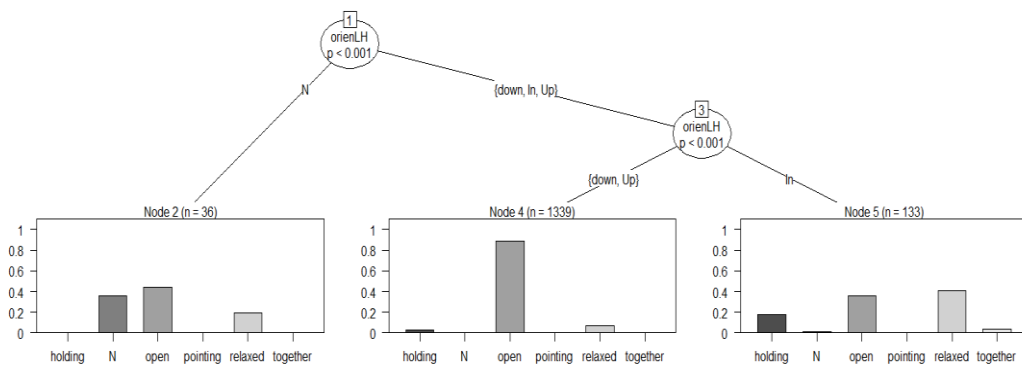 1
orienLH
p < 0.001
N
{down, In, Up}
3
orienLH
p < 0.001
{down, Up}
In
Node 2 (n = 36)
1
0.8
0.6
0.4
0.2
0
holding N open pointing relaxed together
Node 4 (n = 1339)
1
0.8
0.6
0.4
0.2
0
holding N open pointing relaxed together
Node 5 (n = 133)
1
0.8
0.6
0.4
0.2
0
holding N open pointing relaxed together